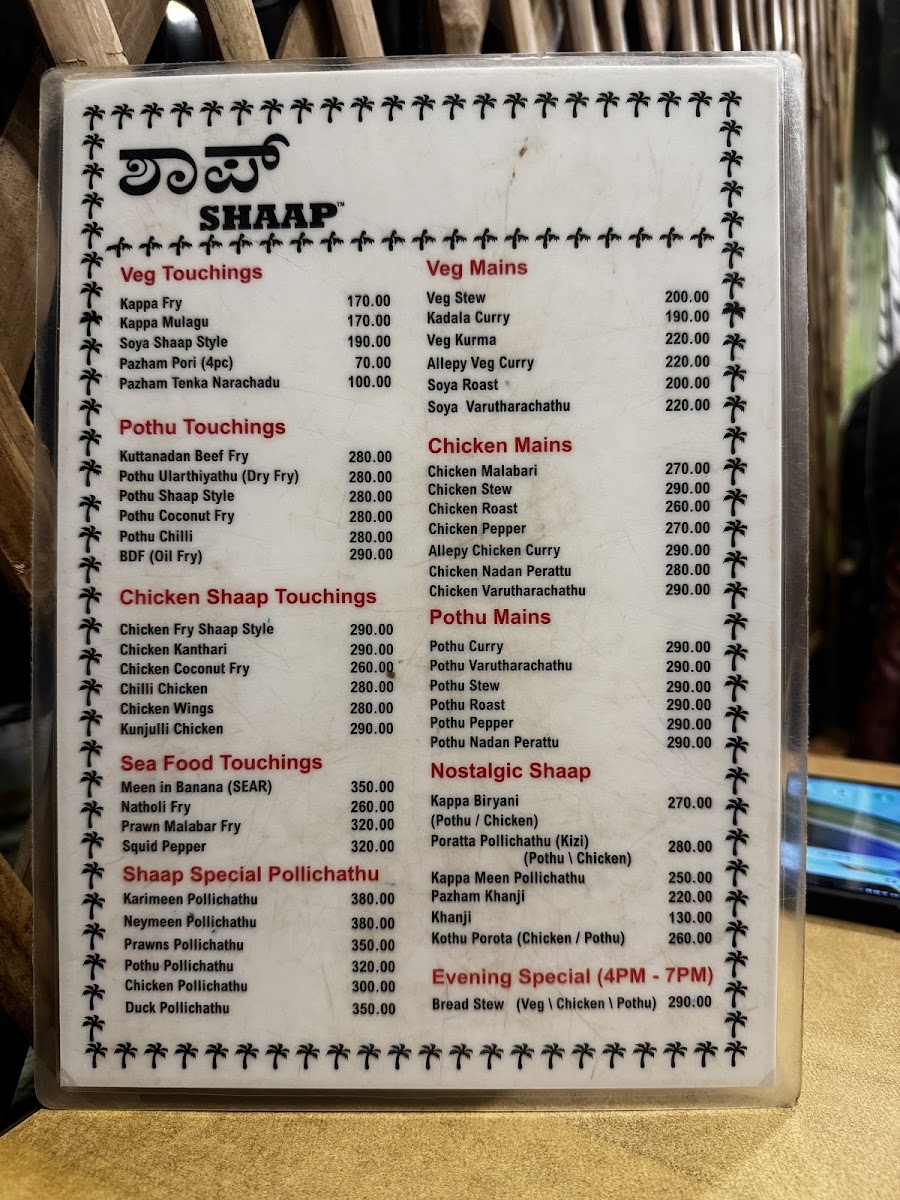 ಶಾಪ್
SHAAP™
Veg Touchings
Kappa Fry 170.00
Kappa Mulagu 170.00
Soya Shaap Style 190.00
Pazham Pori (4pc) 70.00
Pazham Tenka Narachadu 100.00
Pothu Touchings
Kuttanadan Beef Fry 280.00
Pothu Ularthiyathu (Dry Fry) 280.00
Pothu Shaap Style 280.00
Pothu Coconut Fry 280.00
Pothu Chilli 280.00
BDF (Oil Fry) 290.00
Chicken Shaap Touchings
Chicken Fry Shaap Style 290.00
Chicken Kanthari 290.00
Chicken Coconut Fry 260.00
Chilli Chicken 280.00
Chicken Wings 280.00
Kunjulli Chicken 290.00
Sea Food Touchings
Meen in Banana (SEAR) 350.00
Natholi Fry 260.00
Prawn Malabar Fry 320.00
Squid Pepper 320.00
Shaap Special Pollichathu
Karimeen Pollichathu 380.00
Neymeen Pollichathu 380.00
Prawns Pollichathu 350.00
Pothu Pollichathu 320.00
Chicken Pollichathu 300.00
Duck Pollichathu 350.00
Veg Mains
Veg Stew 200.00
Kadala Curry 190.00
Veg Kurma 220.00
Allepy Veg Curry 220.00
Soya Roast 200.00
Soya Varutharachathu 220.00
Chicken Mains
Chicken Malabari 270.00
Chicken Stew 290.00
Chicken Roast 260.00
Chicken Pepper 270.00
Allepy Chicken Curry 290.00
Chicken Nadan Perattu 280.00
Chicken Varutharachathu 290.00
Pothu Mains
Pothu Curry 290.00
Pothu Varutharachathu 290.00
Pothu Stew 290.00
Pothu Roast 290.00
Pothu Pepper 290.00
Pothu Nadan Perattu 290.00
Nostalgic Shaap
Kappa Biryani 270.00
(Pothu / Chicken)
Poratta Pollichathu (Kizi) 280.00
(Pothu \ Chicken)
Kappa Meen Pollichathu 250.00
Pazham Khanji 220.00
Khanji 130.00
Kothu Porota (Chicken / Pothu) 260.00
Evening Special (4PM - 7PM)
Bread Stew (Veg \ Chicken \ Pothu) 290.00